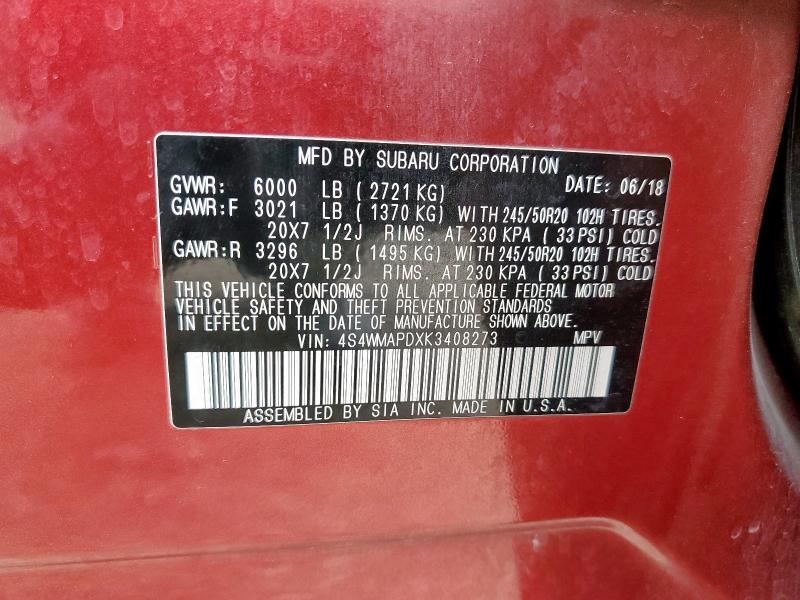 MFD BY SUBARU CORPORATION
GVWR: 6000 LB ( 2721 KG) DATE: 06/18
GAWR:F 3021 LB ( 1370 KG) WITH 245/50R20 102H TIRES.
20X7 1/2J RIMS. AT 230 KPA ( 33 PSI) COLD
GAWR:R 3296 LB ( 1495 KG) WITH 245/50R20 102H TIRES.
20X7 1/2J RIMS. AT 230 KPA ( 33 PSI) COLD
THIS VEHICLE CONFORMS TO ALL APPLICABLE FEDERAL MOTOR
VEHICLE SAFETY AND THEFT PREVENTION STANDARDS
IN EFFECT ON THE DATE OF MANUFACTURE SHOWN ABOVE.
VIN: 4S4WMAPDXK3408273 MPV
ASSEMBLED BY SIA INC. MADE IN U.S.A.